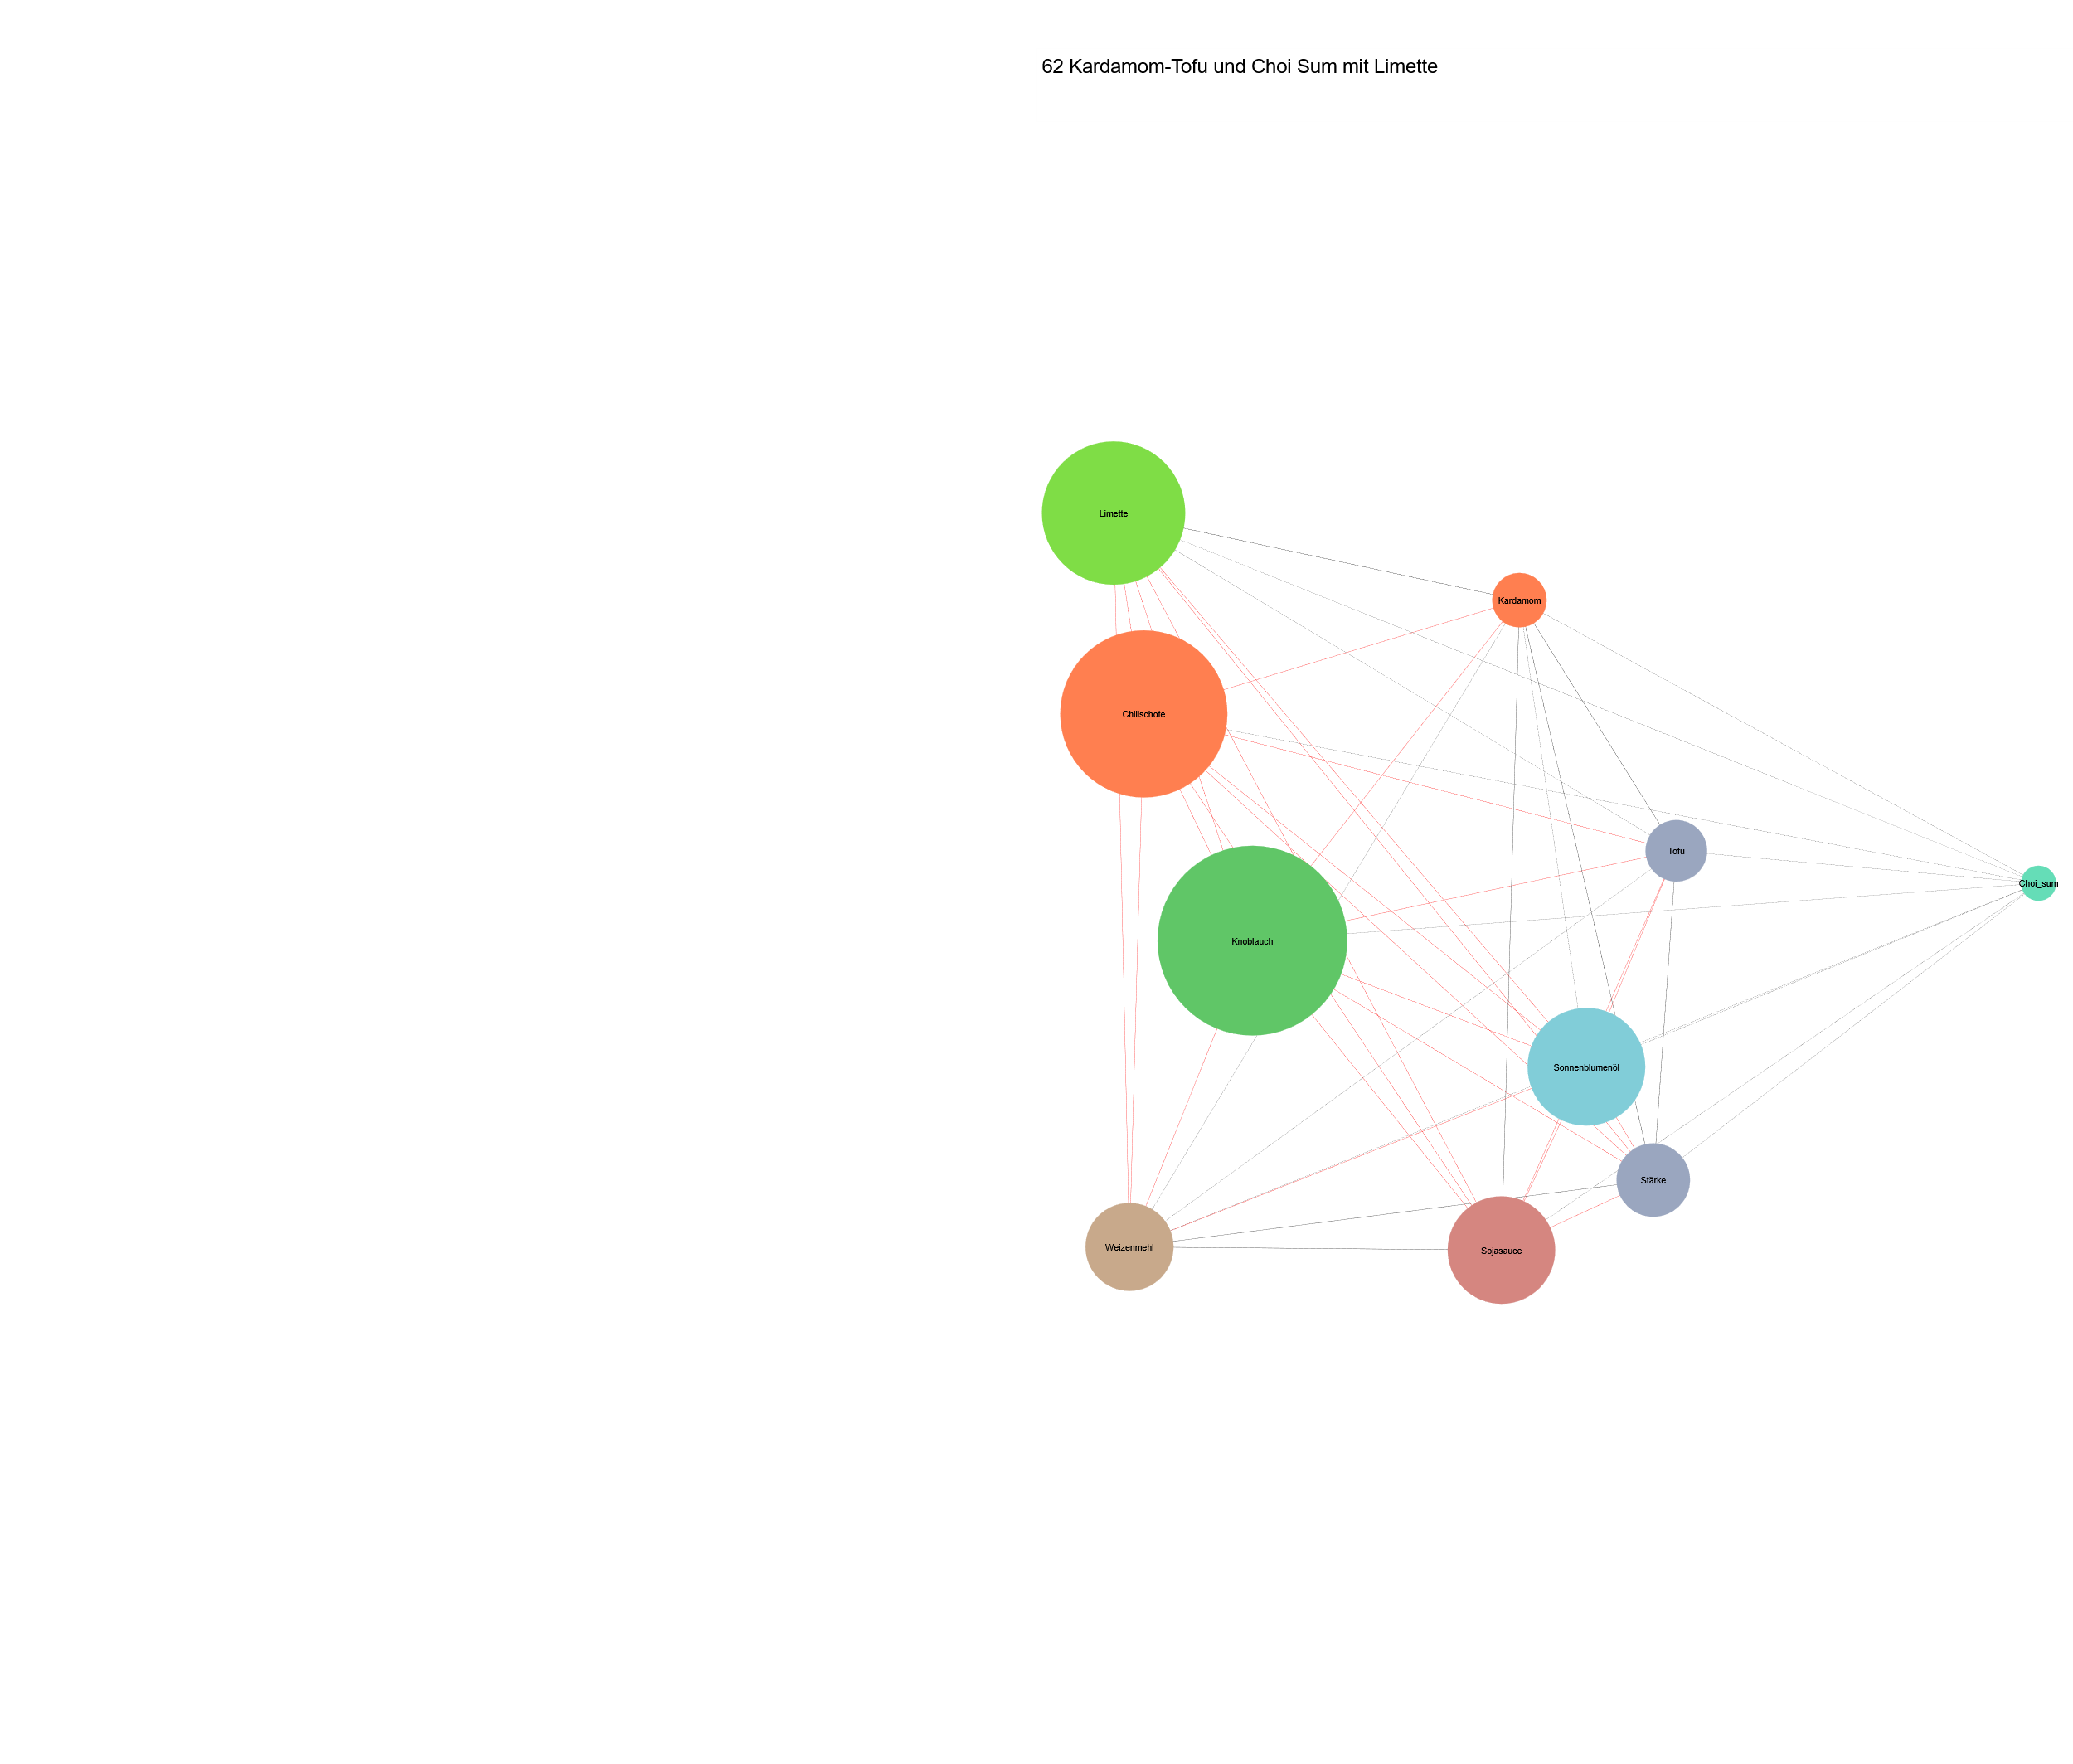 62 Kardamom-Tofu und Choi Sum mit Limette
Limette
Kardamom
Chilischote
Tofu
Choi_sum
Knoblauch
Sonnenblumenöl
Stärke
Weizenmehl
Sojasauce